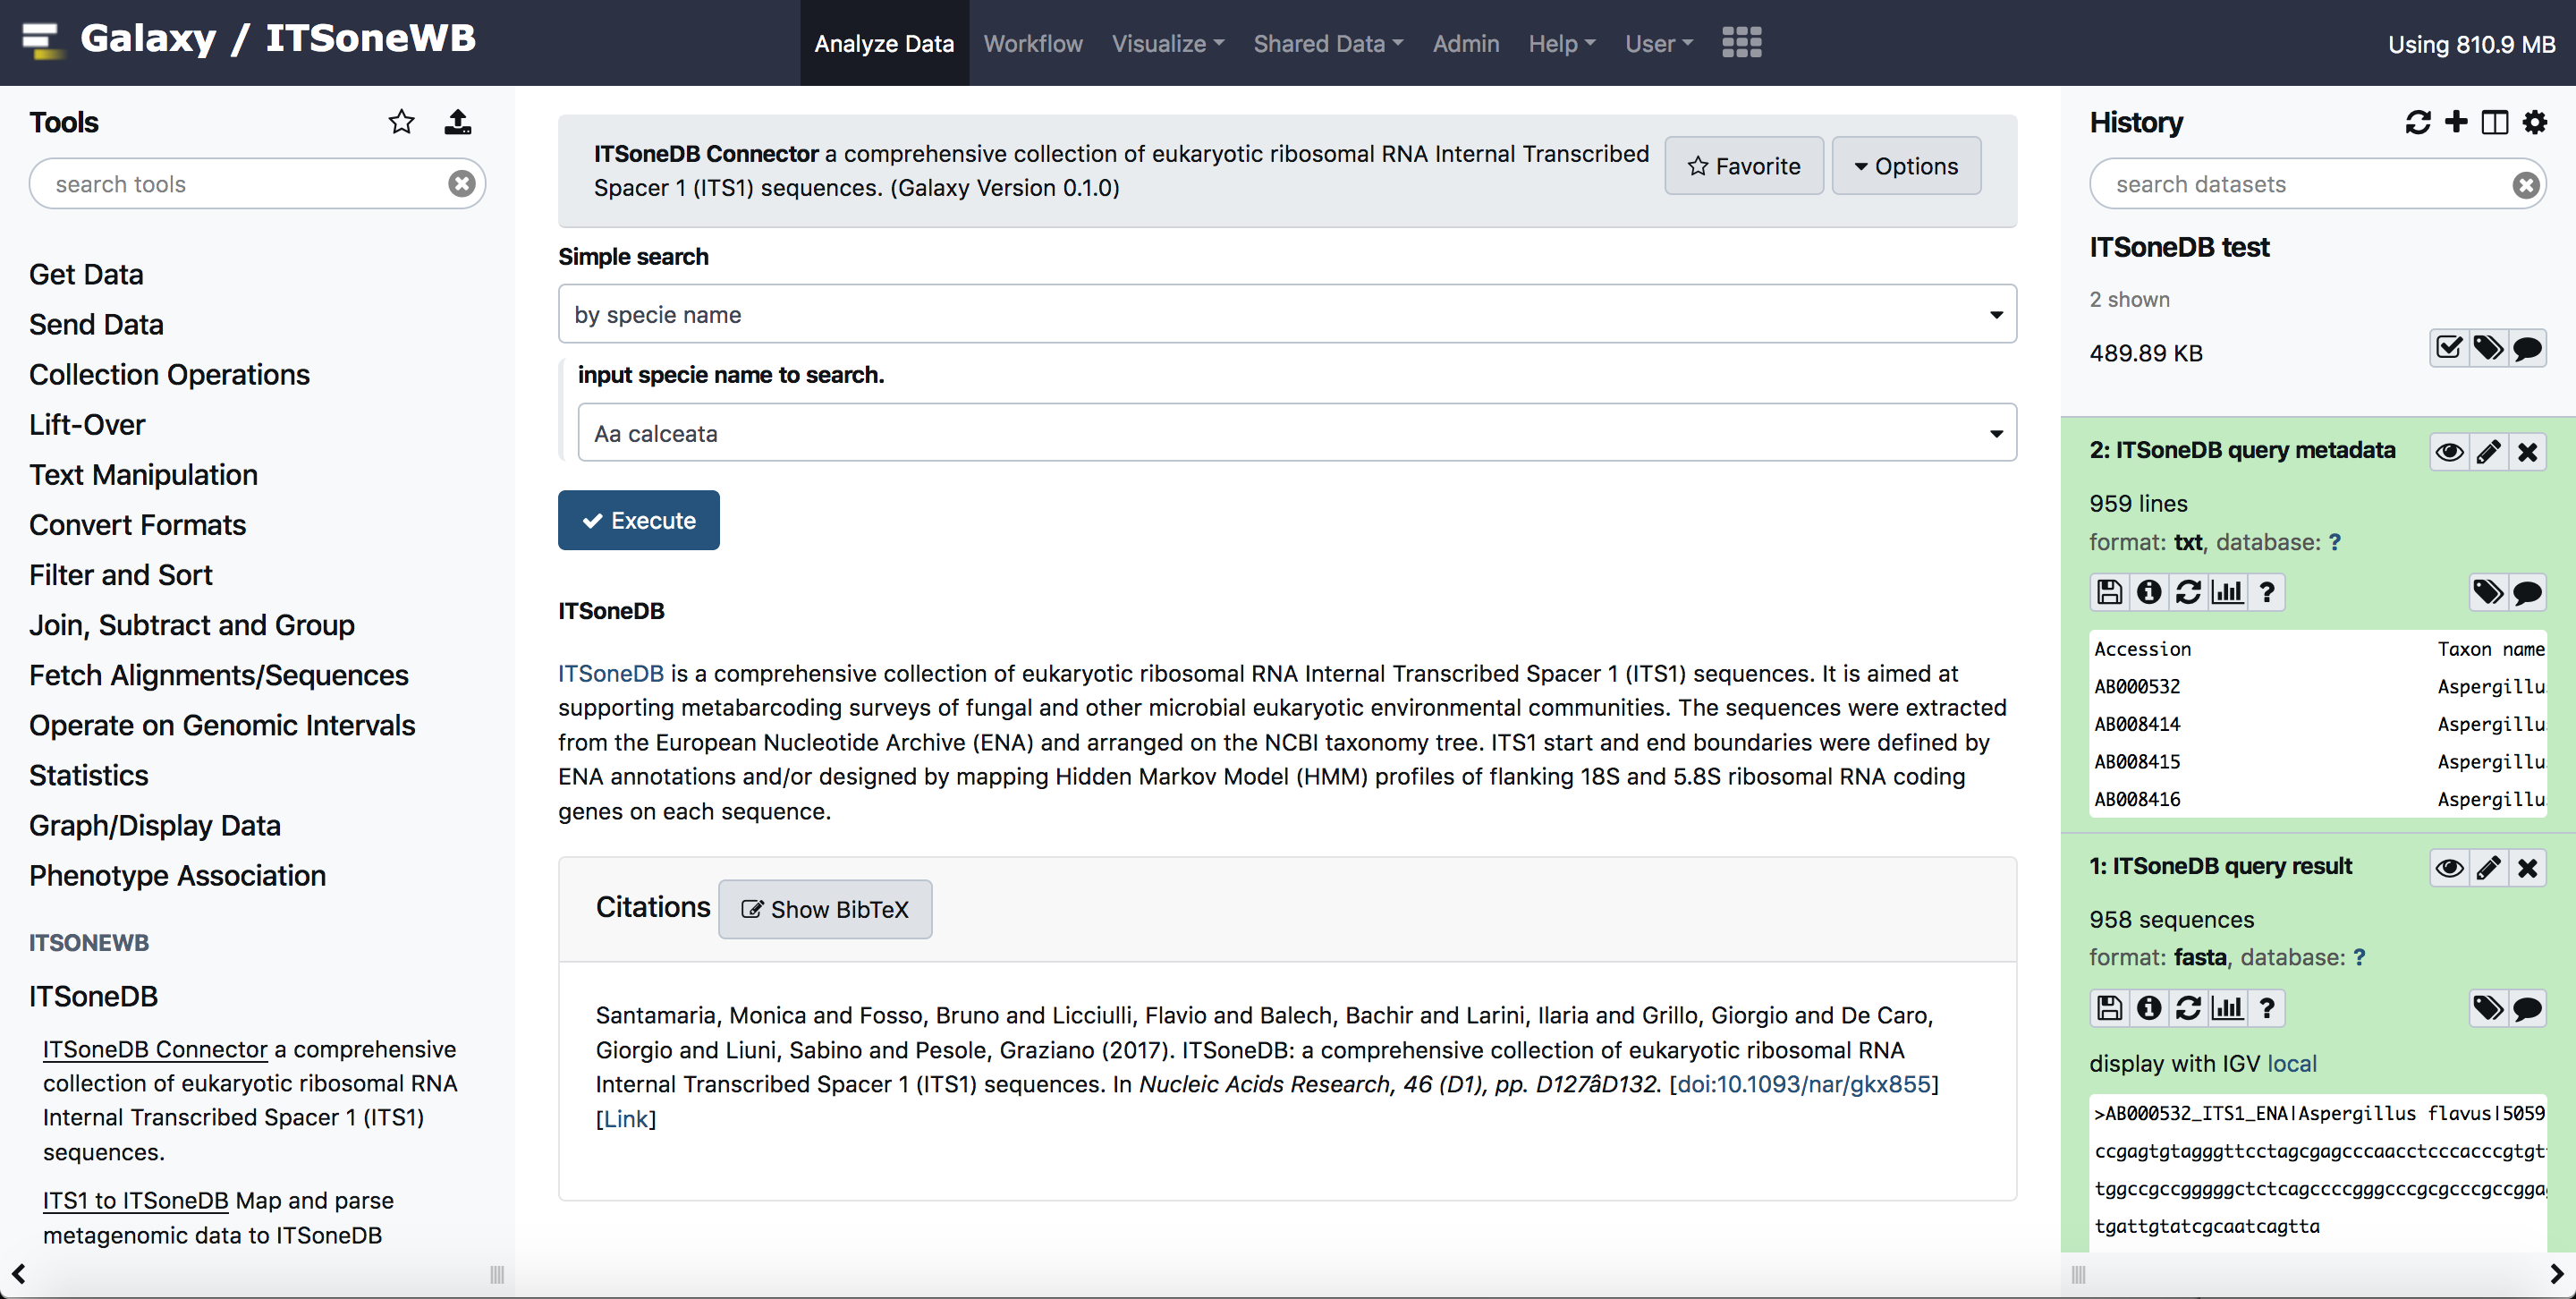 Galaxy / ITSoneWB
Analyze Data
Workflow
Visualize
Shared Data
Admin
Help
User
Using 810.9 MB
Tools
search tools
Get Data
Send Data
Collection Operations
Lift-Over
Text Manipulation
Convert Formats
Filter and Sort
Join, Subtract and Group
Fetch Alignments/Sequences
Operate on Genomic Intervals
Statistics
Graph/Display Data
Phenotype Association
ITSONEWB
ITSoneDB
ITSoneDB Connector a comprehensive
collection of eukaryotic ribosomal RNA
Internal Transcribed Spacer 1 (ITS1)
sequences.
ITS1 to ITSoneDB Map and parse
metagenomic data to ITSoneDB
ITSoneDB Connector a comprehensive collection of eukaryotic ribosomal RNA Internal Transcribed
Spacer 1 (ITS1) sequences. (Galaxy Version 0.1.0)
Favorite
Options
Simple search
by specie name
input specie name to search.
Aa calceata
Execute
ITSoneDB
ITSoneDB is a comprehensive collection of eukaryotic ribosomal RNA Internal Transcribed Spacer 1 (ITS1) sequences. It is aimed at
supporting metabarcoding surveys of fungal and other microbial eukaryotic environmental communities. The sequences were extracted
from the European Nucleotide Archive (ENA) and arranged on the NCBI taxonomy tree. ITS1 start and end boundaries were defined by
ENA annotations and/or designed by mapping Hidden Markov Model (HMM) profiles of flanking 18S and 5.8S ribosomal RNA coding
genes on each sequence.
Citations
Show BibTeX
Santamaria, Monica and Fosso, Bruno and Licciulli, Flavio and Balech, Bachir and Larini, Ilaria and Grillo, Giorgio and De Caro,
Giorgio and Liuni, Sabino and Pesole, Graziano (2017). ITSoneDB: a comprehensive collection of eukaryotic ribosomal RNA
Internal Transcribed Spacer 1 (ITS1) sequences. In Nucleic Acids Research, 46 (D1), pp. D127âD132. [doi:10.1093/nar/gkx855]
[Link]
History
search datasets
ITSoneDB test
2 shown
489.89 KB
2: ITSoneDB query metadata
959 lines
format: txt, database: ?
?
Accession Taxon name
AB000532 Aspergillu
AB008414 Aspergillu
AB008415 Aspergillu
AB008416 Aspergillu
1: ITSoneDB query result
958 sequences
format: fasta, database: ?
?
display with IGV local
>AB000532_ITS1_ENA|Aspergillus flavus|5059
ccgagtgtagggttcctagcgagcccaacctcccacccgtgt
tggccgccgggggctctcagccccgggcccgcgcccgccgga
tgattgtatcgcaatcagtta